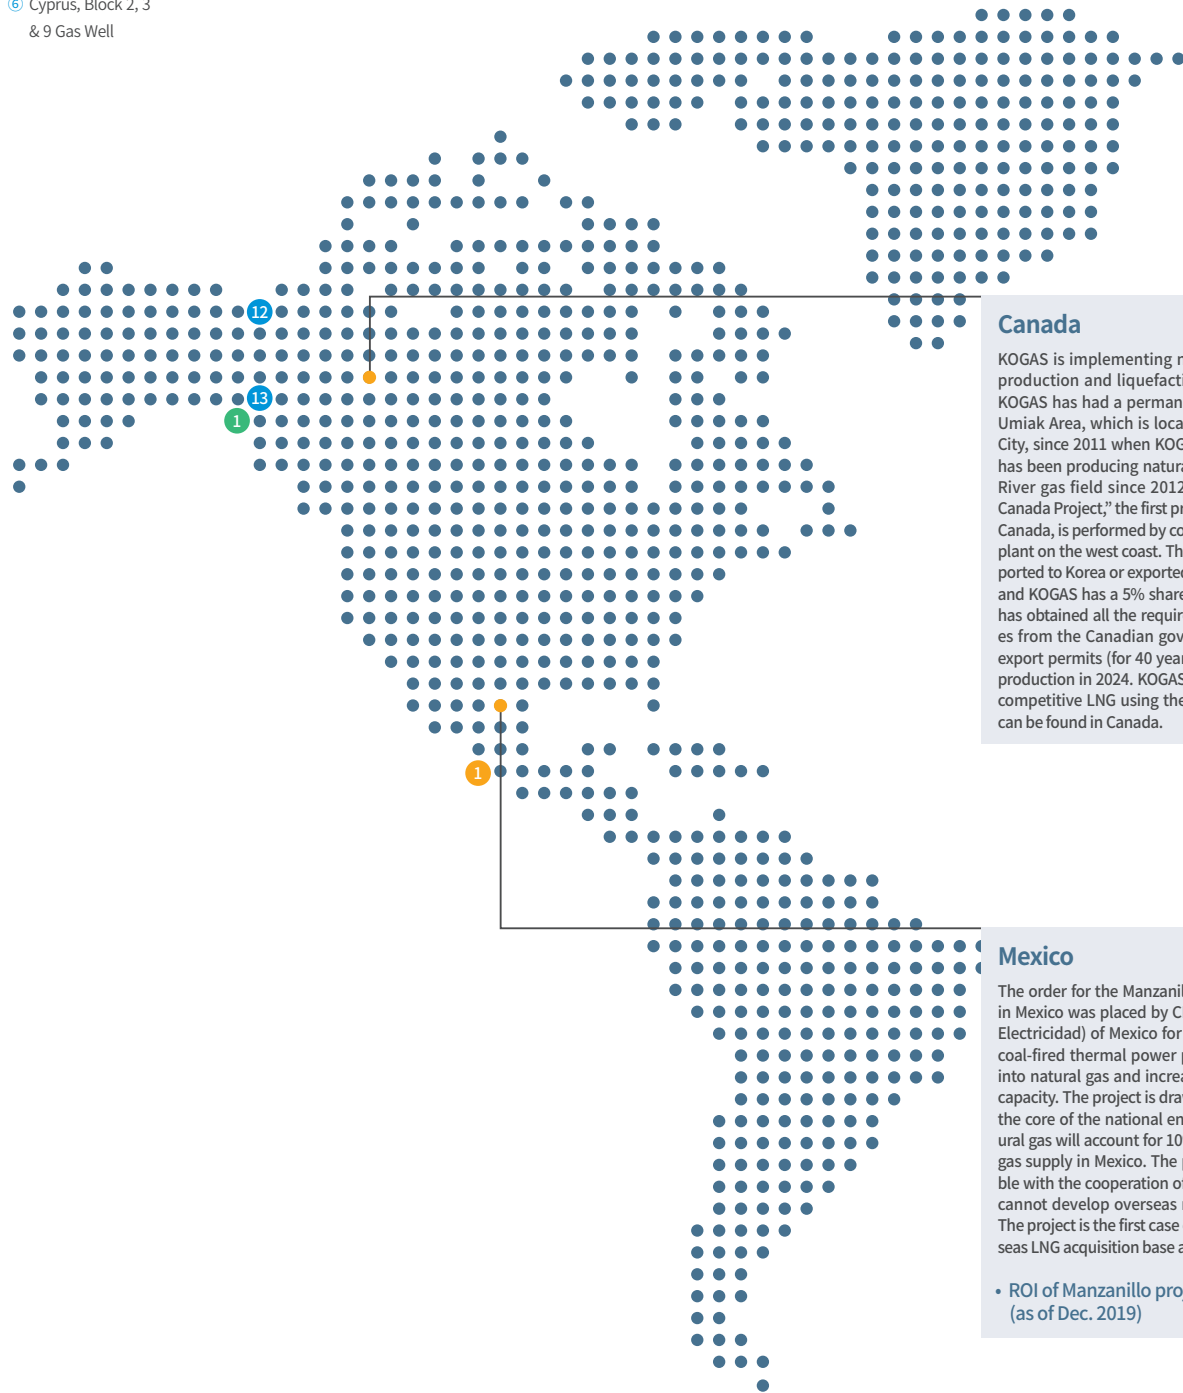 ⑥ Cyprus, Block 2, 3
& 9 Gas Well
12
13
1
1
Canada
KOGAS is implementing
production and liquefacti
KOGAS has had a perman
Umiak Area, which is loca
City, since 2011 when KOG
has been producing natura
River gas field since 2012
Canada Project,” the first pr
Canada, is performed by co
plant on the west coast. Th
ported to Korea or exported
and KOGAS has a 5% share
has obtained all the requir
es from the Canadian gov
export permits (for 40 year
production in 2024. KOGAS
competitive LNG using the
can be found in Canada.
Mexico
The order for the Manzanil
in Mexico was placed by C
Electricidad) of Mexico for
coal-fired thermal power
into natural gas and increa
capacity. The project is dra
the core of the national en
ural gas will account for 10
gas supply in Mexico. The
ble with the cooperation o
cannot develop overseas
The project is the first case
seas LNG acquisition base a
• ROI of Manzanillo proj
(as of Dec. 2019)